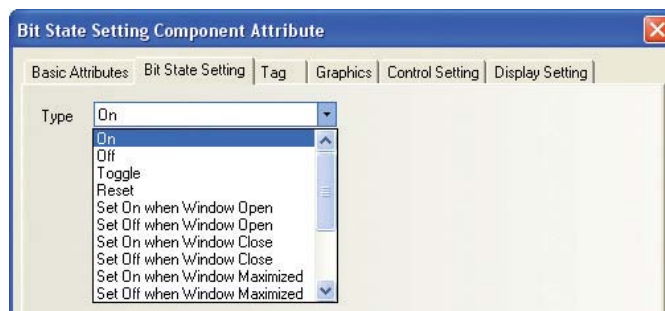 Bit State Setting Component Attribute
Basic Attributes Bit State Setting Tag Graphics Control Setting Display Setting
Type On
On
Off
Toggle
Reset
Set On when Window Open
Set Off when Window Open
Set On when Window Close
Set Off when Window Close
Set On when Window Maximized
Set Off when Window Maximized